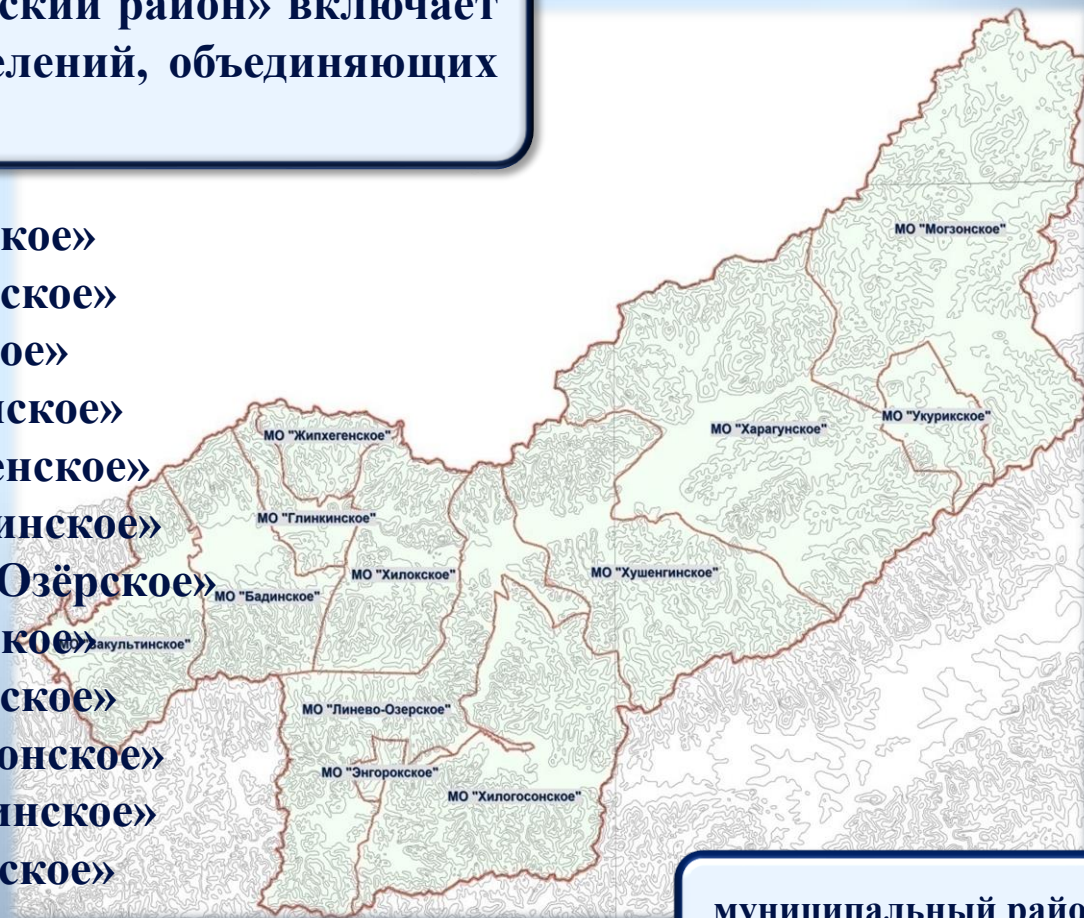 ский район» включает
елений, объединяющих
кое»
ское»
ое»
ское»
енское»
инское»
Озёрское»
кое»
ское»
онское»
инское»
ское»
МО "Могзонское"
МО "Укурикское"
МО "Харагунское"
МО "Жипхегенское"
МО "Глинкинское"
МО "Хилокское"
МО "Хушенгинское"
МО "Бадинское"
МО "Закультинское"
МО "Линево-Озерское"
МО "Энгорокское"
МО "Хилогосонское"
муниципальный райо